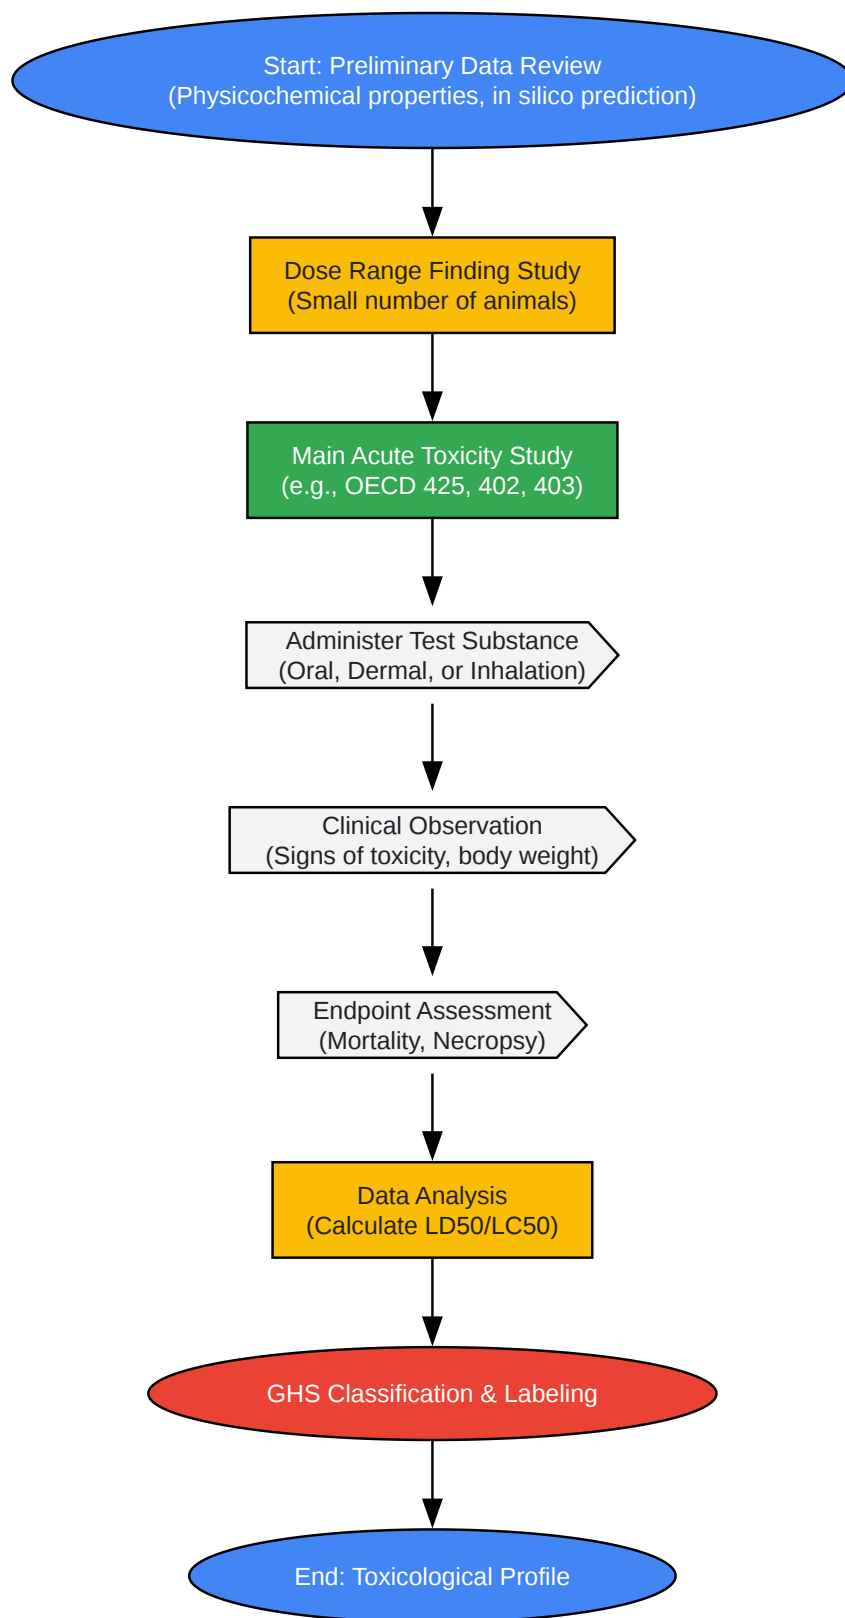 Start: Preliminary Data Review
(Physicochemical properties, in silico prediction)
Dose Range Finding Study
(Small number of animals)
Main Acute Toxicity Study
(e.g., OECD 425, 402, 403)
Administer Test Substance
(Oral, Dermal, or Inhalation)
Clinical Observation
(Signs of toxicity, body weight)
Endpoint Assessment
(Mortality, Necropsy)
Data Analysis
(Calculate LD50/LC50)
GHS Classification & Labeling
End: Toxicological Profile